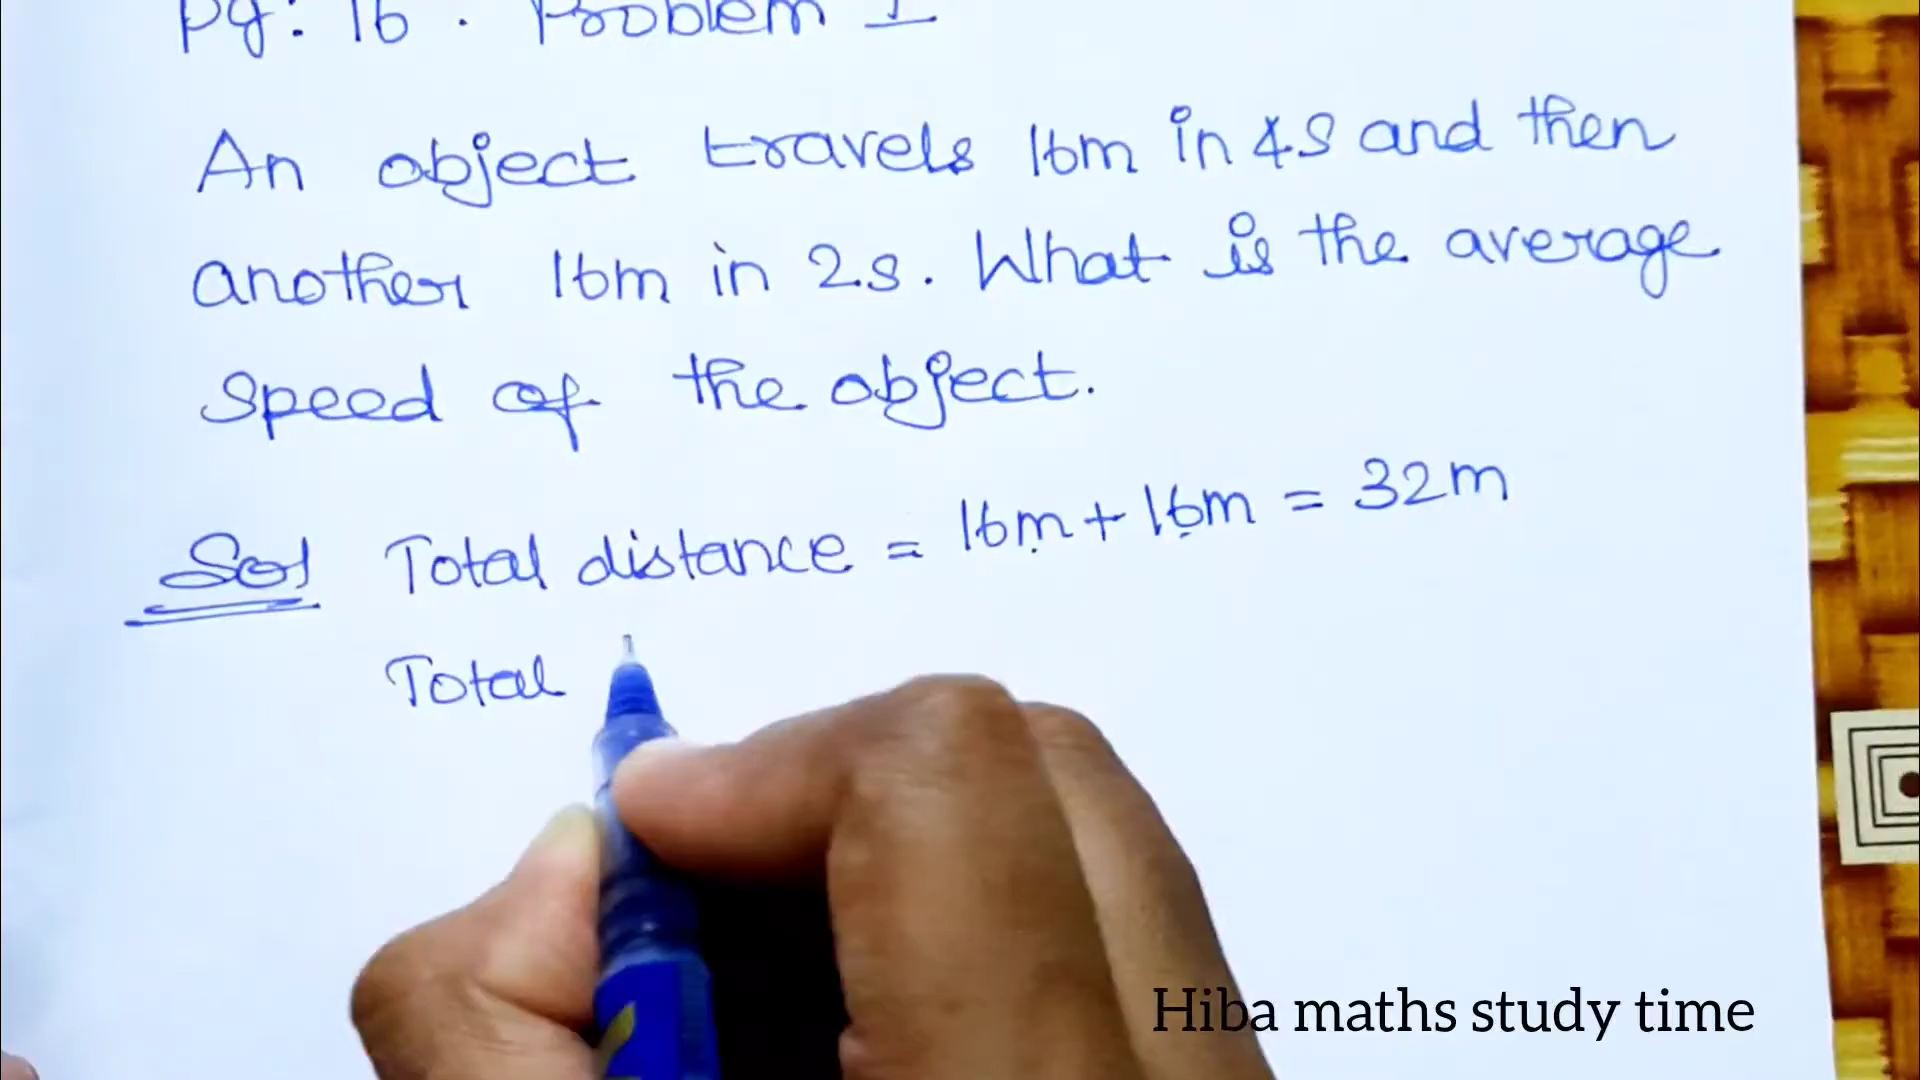 Pg: 16. Problem 1
An object travels 16m in 4s and then
another 16m in 2s. What is the average
speed of the object.
Sol Total distance = 16m + 16m = 32m
Total
Hiba maths study time